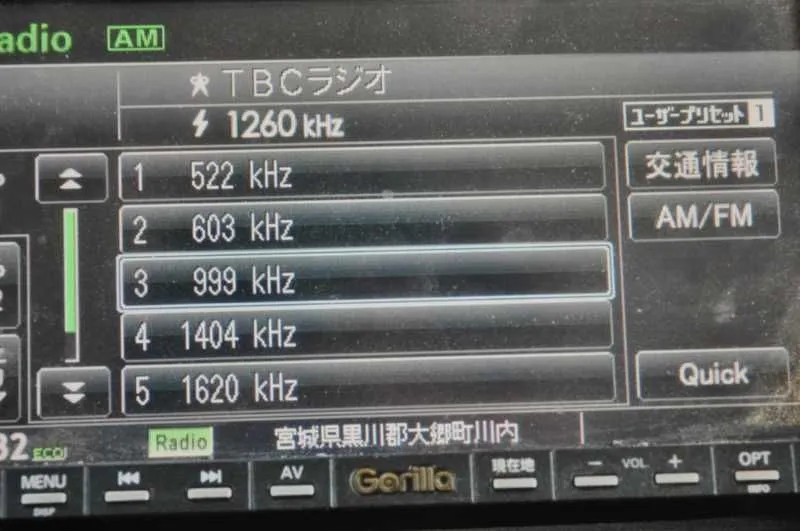 adio AM
TBCラジオ
1260 kHz
ユーザープリセット 1
1 522 kHz
交通情報
2 603 kHz
AM/FM
3 999 kHz
4 1404 kHz
5 1620 kHz
Quick
32 ECO
Radio
宮城県黒川郡大郷町川内
MENU
DISP
AV
Gorilla
現在地
− VOL +
OPT
INFO